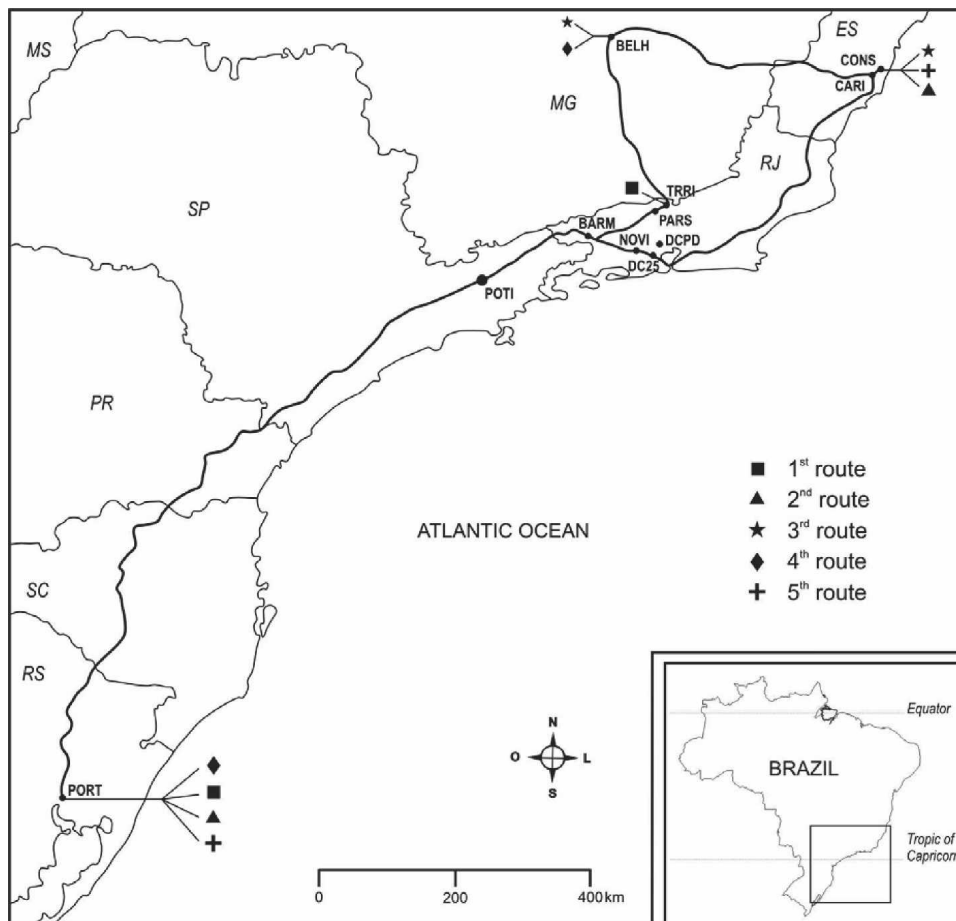 MS
ES
BELH
CONS
CARI
MG
RJ
SP
TRRI
PARS
BARM
NOVI
DCPD
DC25
POTI
PR
1st route
2nd route
3rd route
4th route
5th route
ATLANTIC OCEAN
SC
RS
PORT
N
O
L
S
0
200
400 km
Equator
BRAZIL
Tropic of
Capricorn